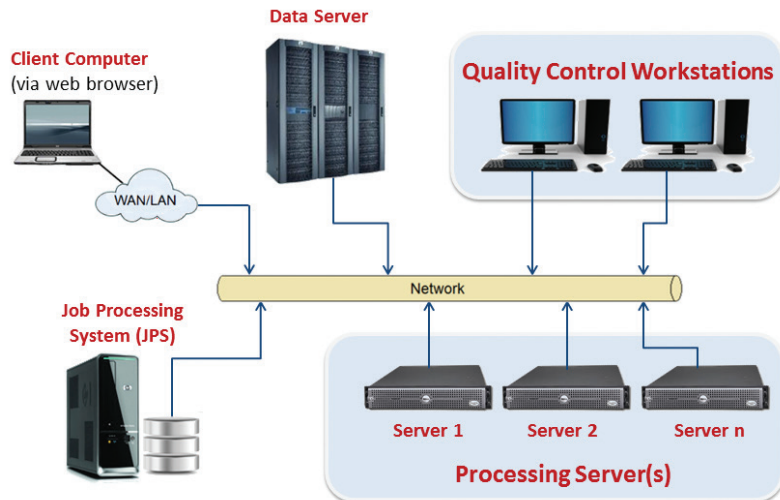 Data Server
Client Computer
(via web browser)
Quality Control Workstations
WAN/LAN
Network
Job Processing
System (JPS)
Server 1
Server 2
Server n
Processing Server(s)